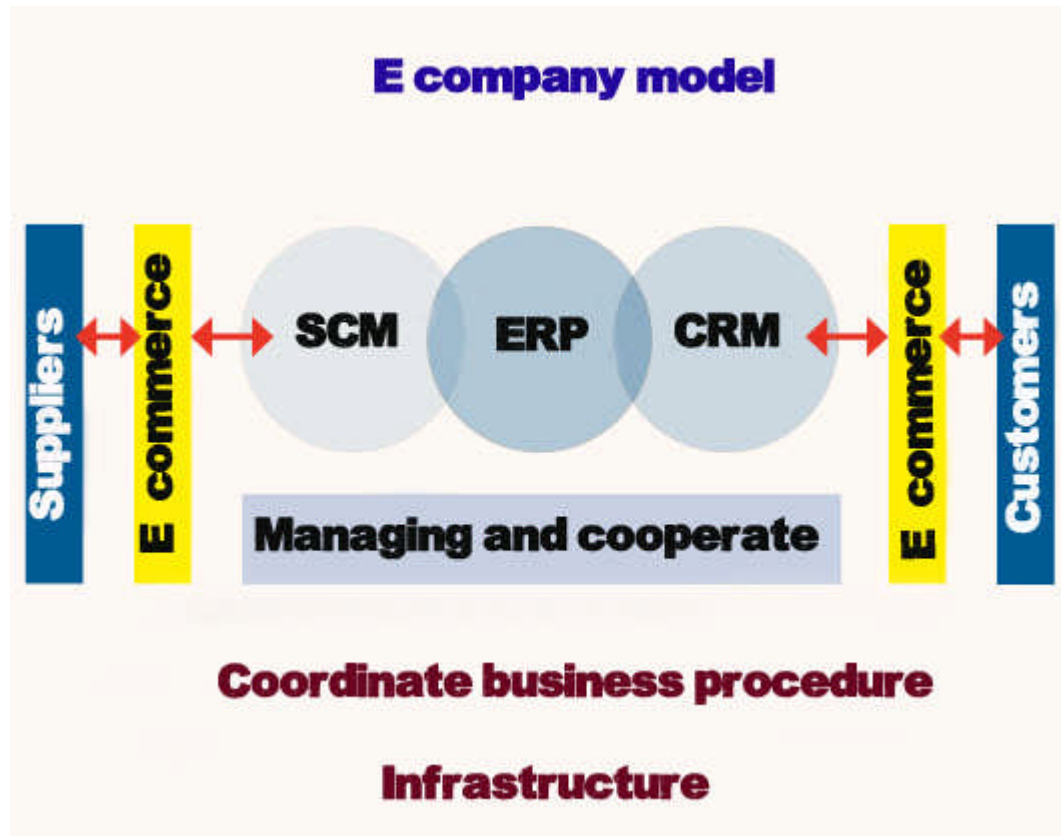 E company model
Suppliers
E commerce
SCM
ERP
CRM
E commerce
Customers
Managing and cooperate
Coordinate business procedure
Infrastructure